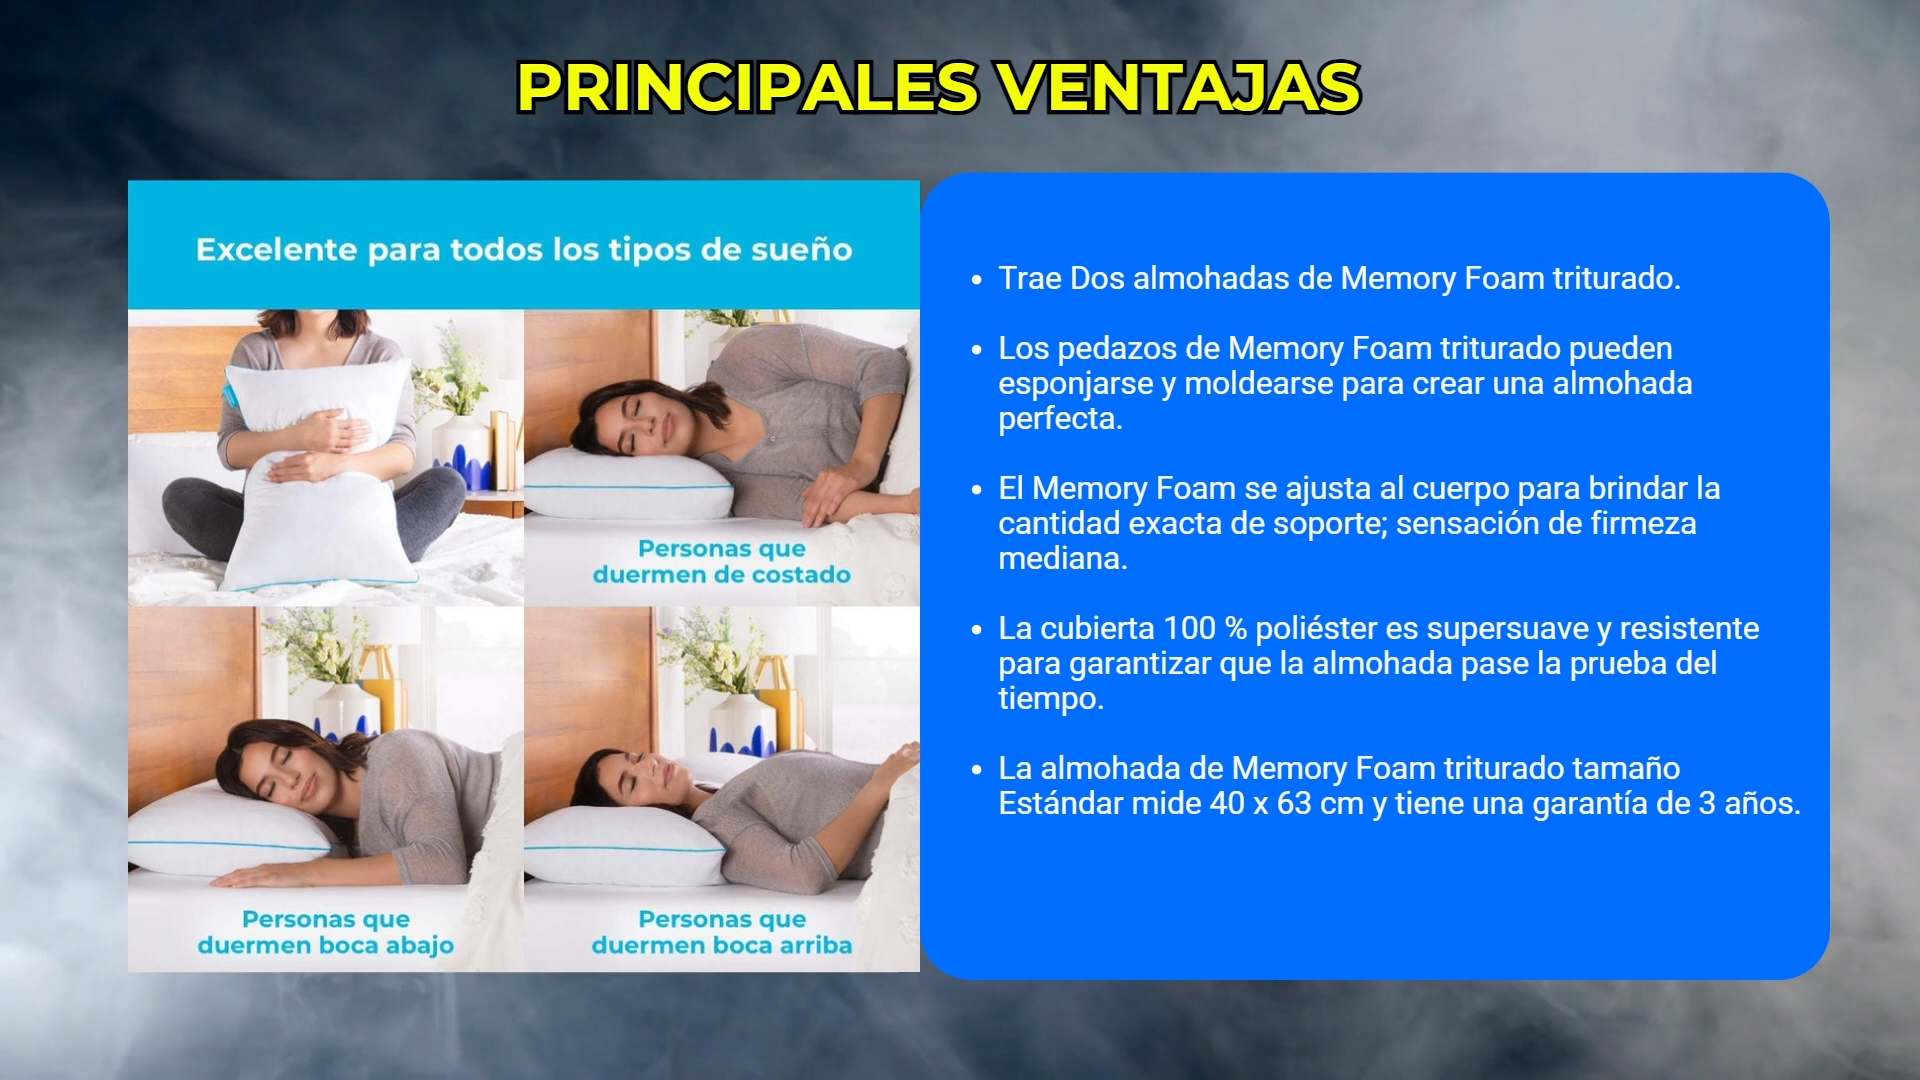 PRINCIPALES VENTAJAS
Excelente para todos los tipos de sueño
Personas que
duermen de costado
Personas que
duermen boca abajo
Personas que
duermen boca arriba
• Trae Dos almohadas de Memory Foam triturado.
• Los pedazos de Memory Foam triturado pueden
esponjarse y moldearse para crear una almohada
perfecta.
• El Memory Foam se ajusta al cuerpo para brindar la
cantidad exacta de soporte; sensación de firmeza
mediana.
• La cubierta 100 % poliéster es supersuave y resistente
para garantizar que la almohada pase la prueba del
tiempo.
• La almohada de Memory Foam triturado tamaño
Estándar mide 40 x 63 cm y tiene una garantía de 3 años.